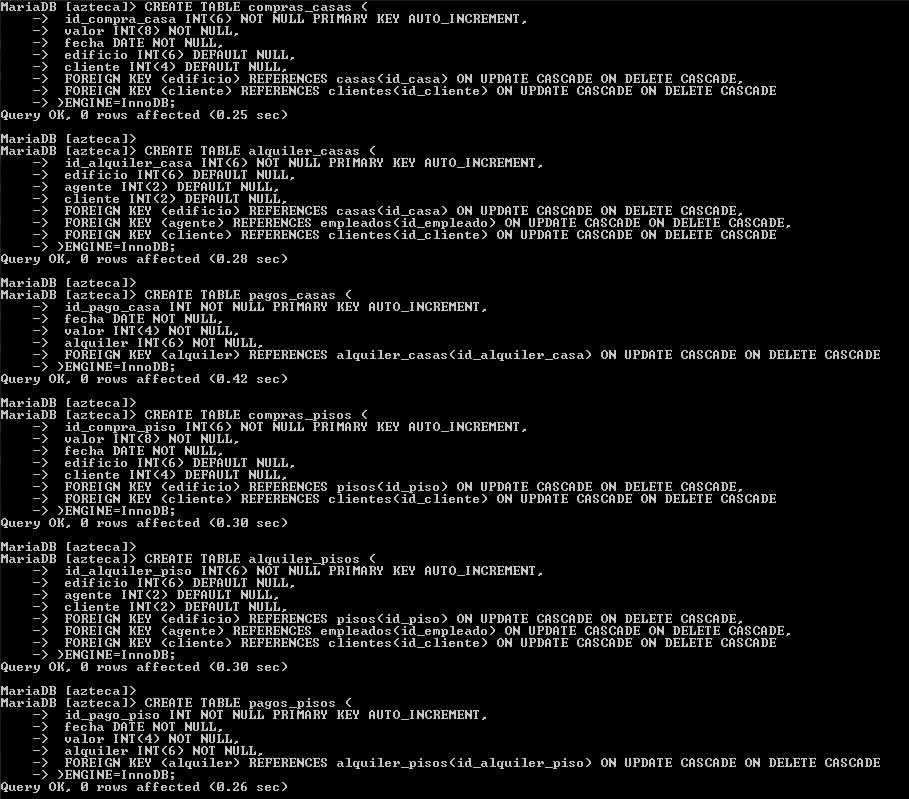 MariaDB [azteca]> CREATE TABLE compras_casas (
    ->  id_compra_casa INT(6) NOT NULL PRIMARY KEY AUTO_INCREMENT,
    ->  valor INT(8) NOT NULL,
    ->  fecha DATE NOT NULL,
    ->  edificio INT(6) DEFAULT NULL,
    ->  cliente INT(4) DEFAULT NULL,
    ->  FOREIGN KEY (edificio) REFERENCES casas(id_casa) ON UPDATE CASCADE ON DELETE CASCADE,
    ->  FOREIGN KEY (cliente) REFERENCES clientes(id_cliente) ON UPDATE CASCADE ON DELETE CASCADE
    -> )ENGINE=InnoDB;
Query OK, 0 rows affected (0.25 sec)

MariaDB [azteca]>
MariaDB [azteca]> CREATE TABLE alquiler_casas (
    ->  id_alquiler_casa INT(6) NOT NULL PRIMARY KEY AUTO_INCREMENT,
    ->  edificio INT(6) DEFAULT NULL,
    ->  agente INT(2) DEFAULT NULL,
    ->  cliente INT(2) DEFAULT NULL,
    ->  FOREIGN KEY (edificio) REFERENCES casas(id_casa) ON UPDATE CASCADE ON DELETE CASCADE,
    ->  FOREIGN KEY (agente) REFERENCES empleados(id_empleado) ON UPDATE CASCADE ON DELETE CASCADE,
    ->  FOREIGN KEY (cliente) REFERENCES clientes(id_cliente) ON UPDATE CASCADE ON DELETE CASCADE
    -> )ENGINE=InnoDB;
Query OK, 0 rows affected (0.28 sec)

MariaDB [azteca]>
MariaDB [azteca]> CREATE TABLE pagos_casas (
    ->  id_pago_casa INT NOT NULL PRIMARY KEY AUTO_INCREMENT,
    ->  fecha DATE NOT NULL,
    ->  valor INT(4) NOT NULL,
    ->  alquiler INT(6) NOT NULL,
    ->  FOREIGN KEY (alquiler) REFERENCES alquiler_casas(id_alquiler_casa) ON UPDATE CASCADE ON DELETE CASCADE
    -> )ENGINE=InnoDB;
Query OK, 0 rows affected (0.42 sec)

MariaDB [azteca]>
MariaDB [azteca]> CREATE TABLE compras_pisos (
    ->  id_compra_piso INT(6) NOT NULL PRIMARY KEY AUTO_INCREMENT,
    ->  valor INT(8) NOT NULL,
    ->  fecha DATE NOT NULL,
    ->  edificio INT(6) DEFAULT NULL,
    ->  cliente INT(4) DEFAULT NULL,
    ->  FOREIGN KEY (edificio) REFERENCES pisos(id_piso) ON UPDATE CASCADE ON DELETE CASCADE,
    ->  FOREIGN KEY (cliente) REFERENCES clientes(id_cliente) ON UPDATE CASCADE ON DELETE CASCADE
    -> )ENGINE=InnoDB;
Query OK, 0 rows affected (0.30 sec)

MariaDB [azteca]>
MariaDB [azteca]> CREATE TABLE alquiler_pisos (
    ->  id_alquiler_piso INT(6) NOT NULL PRIMARY KEY AUTO_INCREMENT,
    ->  edificio INT(6) DEFAULT NULL,
    ->  agente INT(2) DEFAULT NULL,
    ->  cliente INT(2) DEFAULT NULL,
    ->  FOREIGN KEY (edificio) REFERENCES pisos(id_piso) ON UPDATE CASCADE ON DELETE CASCADE,
    ->  FOREIGN KEY (agente) REFERENCES empleados(id_empleado) ON UPDATE CASCADE ON DELETE CASCADE,
    ->  FOREIGN KEY (cliente) REFERENCES clientes(id_cliente) ON UPDATE CASCADE ON DELETE CASCADE
    -> )ENGINE=InnoDB;
Query OK, 0 rows affected (0.30 sec)

MariaDB [azteca]>
MariaDB [azteca]> CREATE TABLE pagos_pisos (
    ->  id_pago_piso INT NOT NULL PRIMARY KEY AUTO_INCREMENT,
    ->  fecha DATE NOT NULL,
    ->  valor INT(4) NOT NULL,
    ->  alquiler INT(6) NOT NULL,
    ->  FOREIGN KEY (alquiler) REFERENCES alquiler_pisos(id_alquiler_piso) ON UPDATE CASCADE ON DELETE CASCADE
    -> )ENGINE=InnoDB;
Query OK, 0 rows affected (0.26 sec)